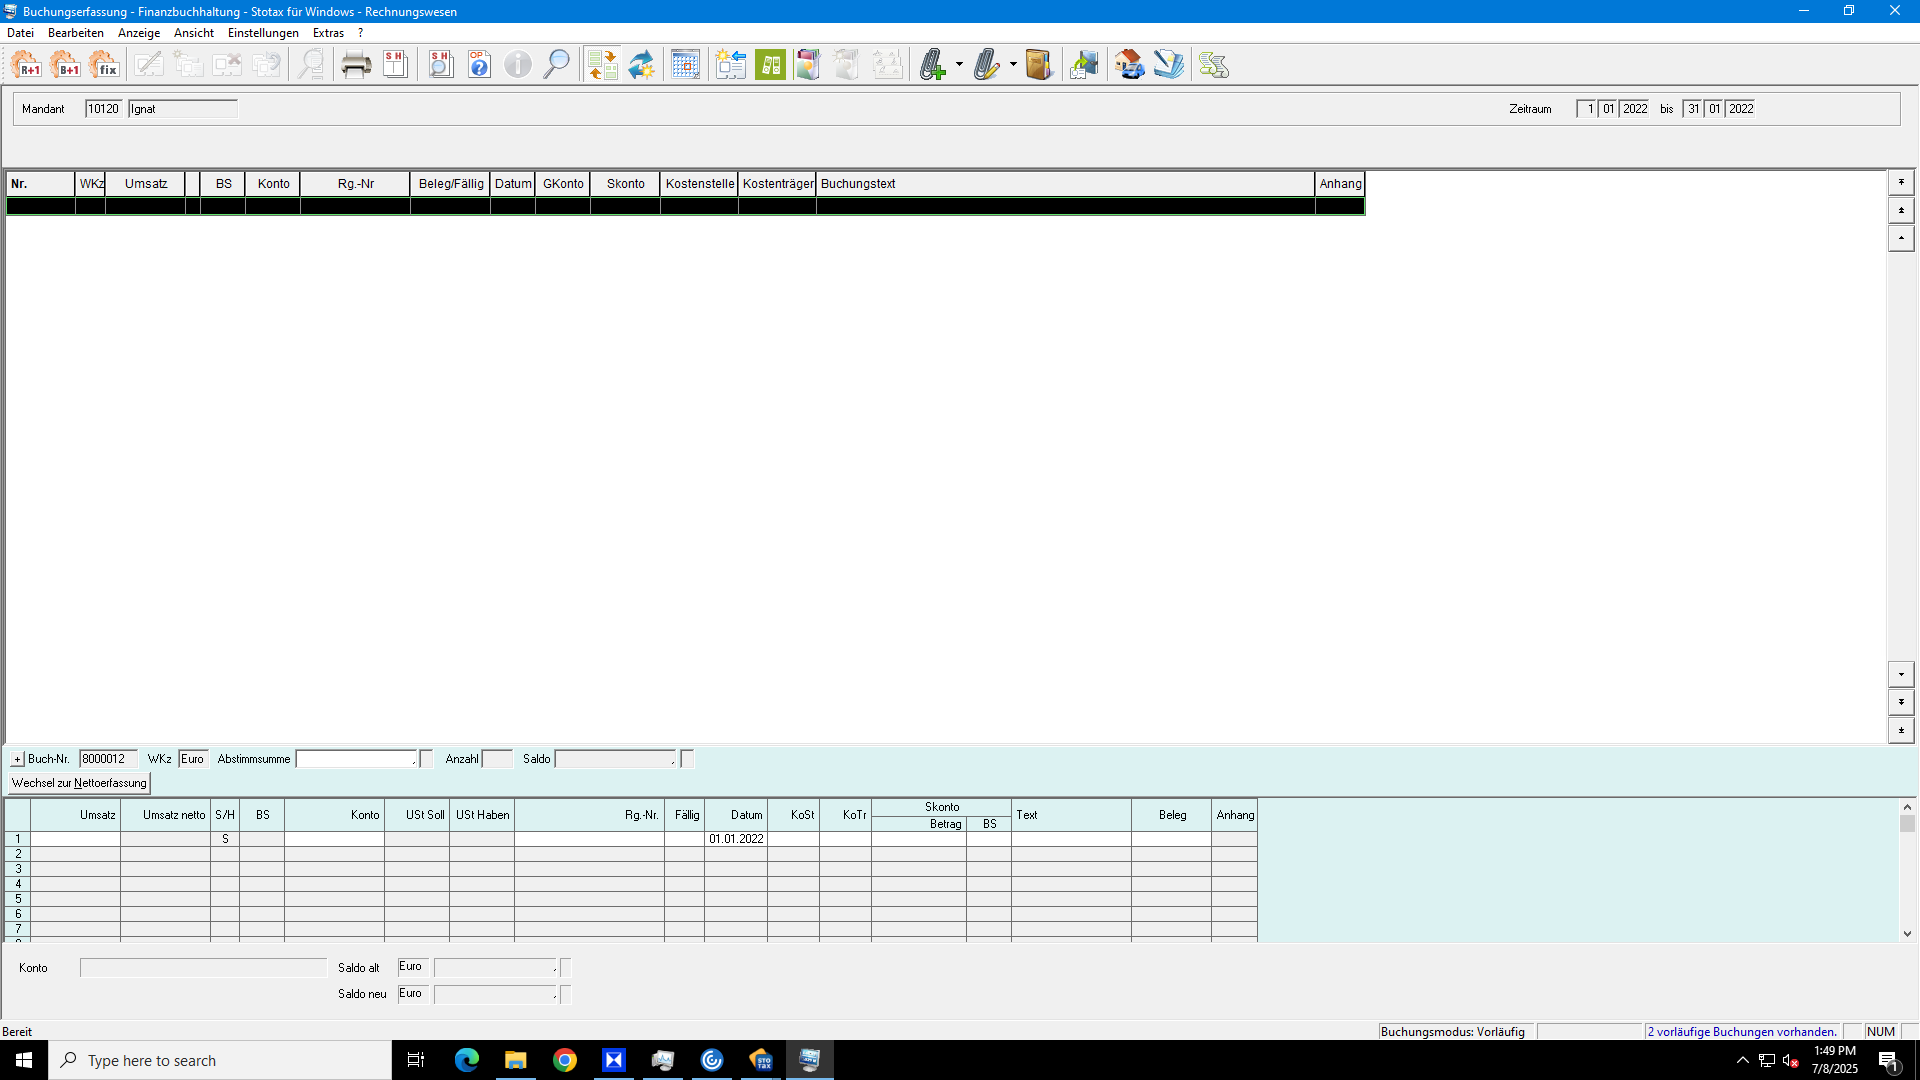 Buchungserfassung - Finanzbuchhaltung - Stotax für Windows - Rechnungswesen
Datei Bearbeiten Anzeige Ansicht Einstellungen Extras ?
R+1 B+1 fix S H S H OP
Mandant 10120 Ignat Zeitraum 1 01 2022 bis 31 01 2022
Nr. WKz Umsatz BS Konto Rg.-Nr Beleg/Fällig Datum GKonto Skonto Kostenstelle Kostenträger Buchungstext Anhang
+ Buch-Nr. 8000012 WKz Euro Abstimmsumme , Anzahl Saldo ,
Wechsel zur Nettoerfassung
Umsatz Umsatz netto S/H BS Konto USt Soll USt Haben Rg.-Nr. Fällig Datum KoSt KoTr Skonto Betrag BS Text Beleg Anhang
1 S 01.01.2022
2
3
4
5
6
7
Konto Saldo alt Euro ,
Saldo neu Euro ,
Bereit Buchungsmodus: Vorläufig 2 vorläufige Buchungen vorhanden. NUM
Type here to search STO TAX 1:49 PM
7/8/2025 1